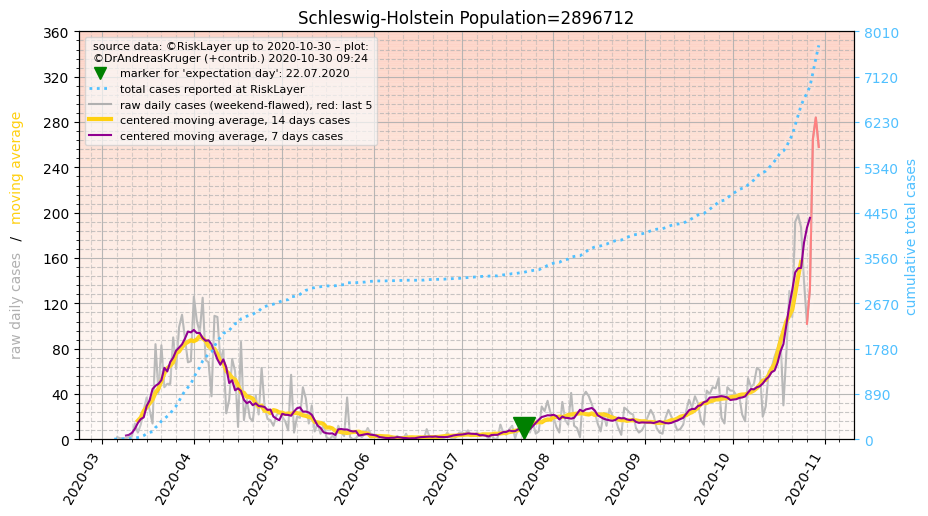 Schleswig-Holstein Population=2896712
source data: ©RiskLayer up to 2020-10-30 – plot:
©DrAndreasKruger (+contrib.) 2020-10-30 09:24
marker for 'expectation day': 22.07.2020
total cases reported at RiskLayer
raw daily cases (weekend-flawed), red: last 5
centered moving average, 14 days cases
centered moving average, 7 days cases
raw daily cases / moving average
360
320
280
240
200
160
120
80
40
0
8010
7120
6230
5340
4450
3560
2670
1780
890
0
cumulative total cases
2020-03
2020-04
2020-05
2020-06
2020-07
2020-08
2020-09
2020-10
2020-11